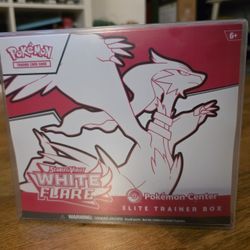 POKÉMON
TRADING CARD GAME
6+
SCARLET & VIOLET
WHITE
FLARE
Pokémon Center
ELITE TRAINER BOX